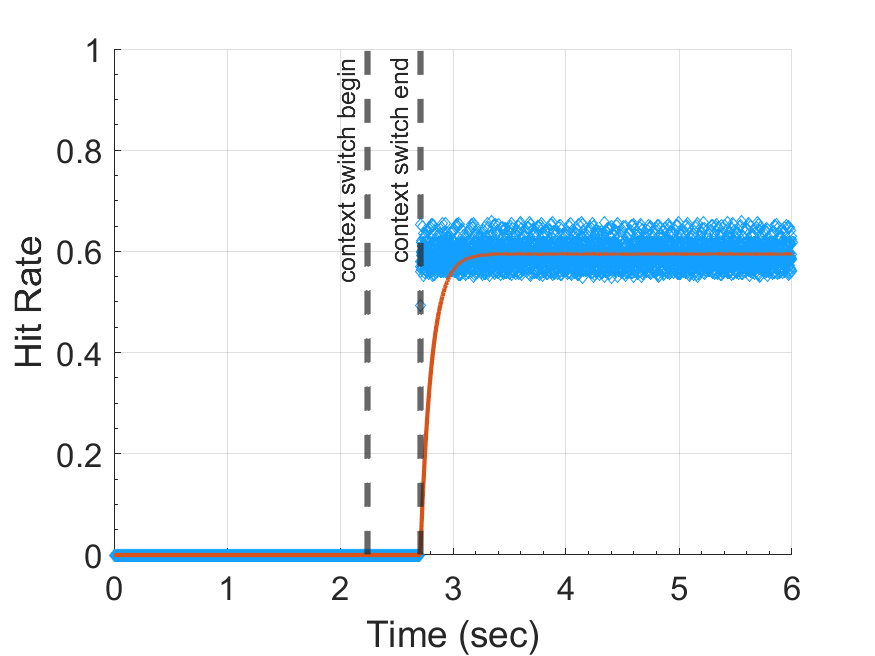 1
0.8
0.6
0.4
0.2
0
Hit Rate
context switch begin
context switch end
0 1 2 3 4 5 6
Time (sec)